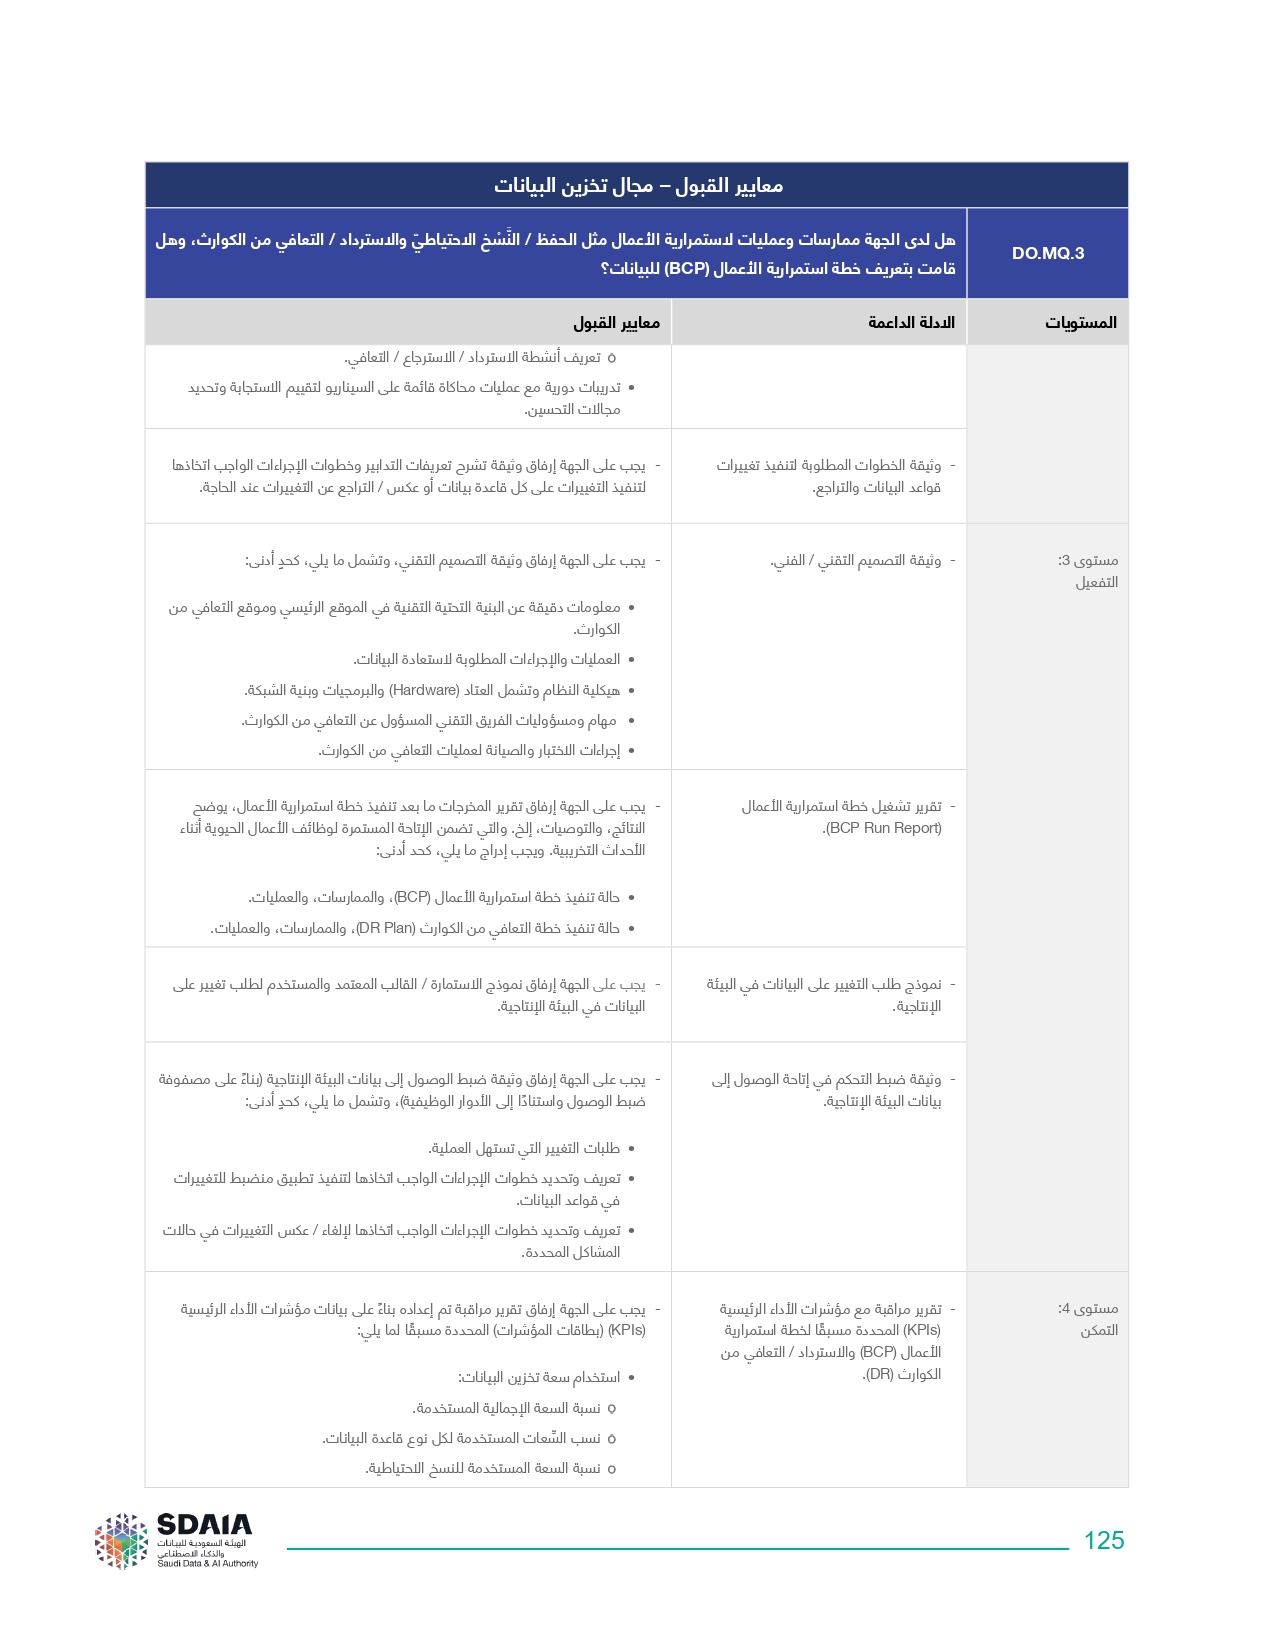 معايير القبول – مجال تخزين البيانات
DO.MQ.3
هل لدى الجهة ممارسات وعمليات لاستمرارية الأعمال مثل الحفظ / النَّسْخ الاحتياطيّ والاسترداد / التعافي من الكوارث، وهل
قامت بتعريف خطة استمرارية الأعمال (BCP) للبيانات؟
المستويات
الادلة الداعمة
معايير القبول
o تعريف أنشطة الاسترداد / الاسترجاع / التعافي.
• تدريبات دورية مع عمليات محاكاة قائمة على السيناريو لتقييم الاستجابة وتحديد
مجالات التحسين.
- وثيقة الخطوات المطلوبة لتنفيذ تغييرات
قواعد البيانات والتراجع.
- يجب على الجهة إرفاق وثيقة تشرح تعريفات التدابير وخطوات الإجراءات الواجب اتخاذها
لتنفيذ التغييرات على كل قاعدة بيانات أو عكس / التراجع عن التغييرات عند الحاجة.
مستوى 3:
التفعيل
- وثيقة التصميم التقني / الفني.
- يجب على الجهة إرفاق وثيقة التصميم التقني، وتشمل ما يلي، كحدٍ أدنى:
• معلومات دقيقة عن البنية التحتية التقنية في الموقع الرئيسي وموقع التعافي من
الكوارث.
• العمليات والإجراءات المطلوبة لاستعادة البيانات.
• هيكلية النظام وتشمل العتاد (Hardware) والبرمجيات وبنية الشبكة.
• مهام ومسؤوليات الفريق التقني المسؤول عن التعافي من الكوارث.
• إجراءات الاختبار والصيانة لعمليات التعافي من الكوارث.
- تقرير تشغيل خطة استمرارية الأعمال
(BCP Run Report).
- يجب على الجهة إرفاق تقرير المخرجات ما بعد تنفيذ خطة استمرارية الأعمال، يوضح
النتائج، والتوصيات، إلخ. والتي تضمن الإتاحة المستمرة لوظائف الأعمال الحيوية أثناء
الأحداث التخريبية. ويجب إدراج ما يلي، كحد أدنى:
• حالة تنفيذ خطة استمرارية الأعمال (BCP)، والممارسات، والعمليات.
• حالة تنفيذ خطة التعافي من الكوارث (DR Plan)، والممارسات، والعمليات.
- نموذج طلب التغيير على البيانات في البيئة
الإنتاجية.
- يجب على الجهة إرفاق نموذج الاستمارة / القالب المعتمد والمستخدم لطلب تغيير على
البيانات في البيئة الإنتاجية.
- وثيقة ضبط التحكم في إتاحة الوصول إلى
بيانات البيئة الإنتاجية.
- يجب على الجهة إرفاق وثيقة ضبط الوصول إلى بيانات البيئة الإنتاجية (بناءً على مصفوفة
ضبط الوصول واستنادًا إلى الأدوار الوظيفية)، وتشمل ما يلي، كحدٍ أدنى:
• طلبات التغيير التي تستهل العملية.
• تعريف وتحديد خطوات الإجراءات الواجب اتخاذها لتنفيذ تطبيق منضبط للتغييرات
في قواعد البيانات.
• تعريف وتحديد خطوات الإجراءات الواجب اتخاذها لإلغاء / عكس التغييرات في حالات
المشاكل المحددة.
مستوى 4:
التمكن
- تقرير مراقبة مع مؤشرات الأداء الرئيسية
(KPIs) المحددة مسبقًا لخطة استمرارية
الأعمال (BCP) والاسترداد / التعافي من
الكوارث (DR).
- يجب على الجهة إرفاق تقرير مراقبة تم إعداده بناءً على بيانات مؤشرات الأداء الرئيسية
(KPIs) (بطاقات المؤشرات) المحددة مسبقًا لما يلي:
• استخدام سعة تخزين البيانات:
o نسبة السعة الإجمالية المستخدمة.
o نسب السِّعات المستخدمة لكل نوع قاعدة البيانات.
o نسبة السعة المستخدمة للنسخ الاحتياطية.
SDAIA
الهيئة السعودية للبيانات
والذكاء الاصطناعي
Saudi Data & AI Authority
125